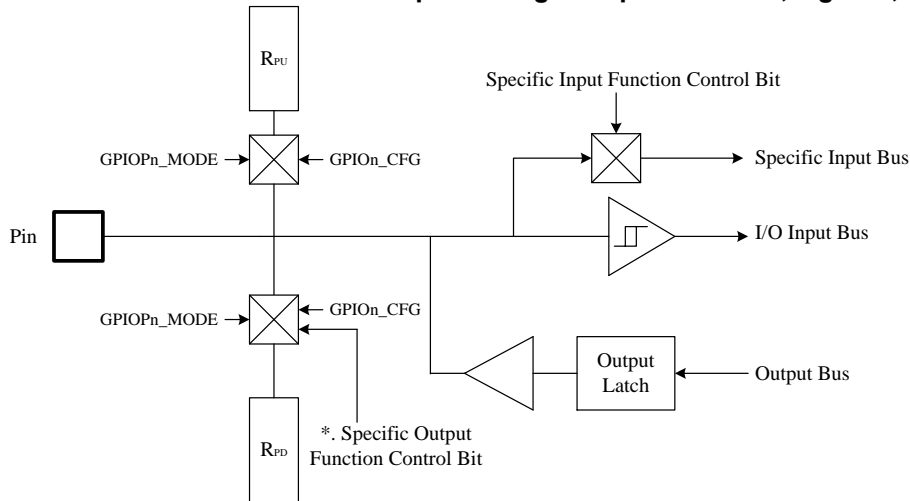 RPU
Specific Input Function Control Bit
GPIOPn_MODE
GPIOn_CFG
Specific Input Bus
Pin
I/O Input Bus
GPIOPn_MODE
GPIOn_CFG
Output
Latch
Output Bus
*. Specific Output
Function Control Bit
RPD